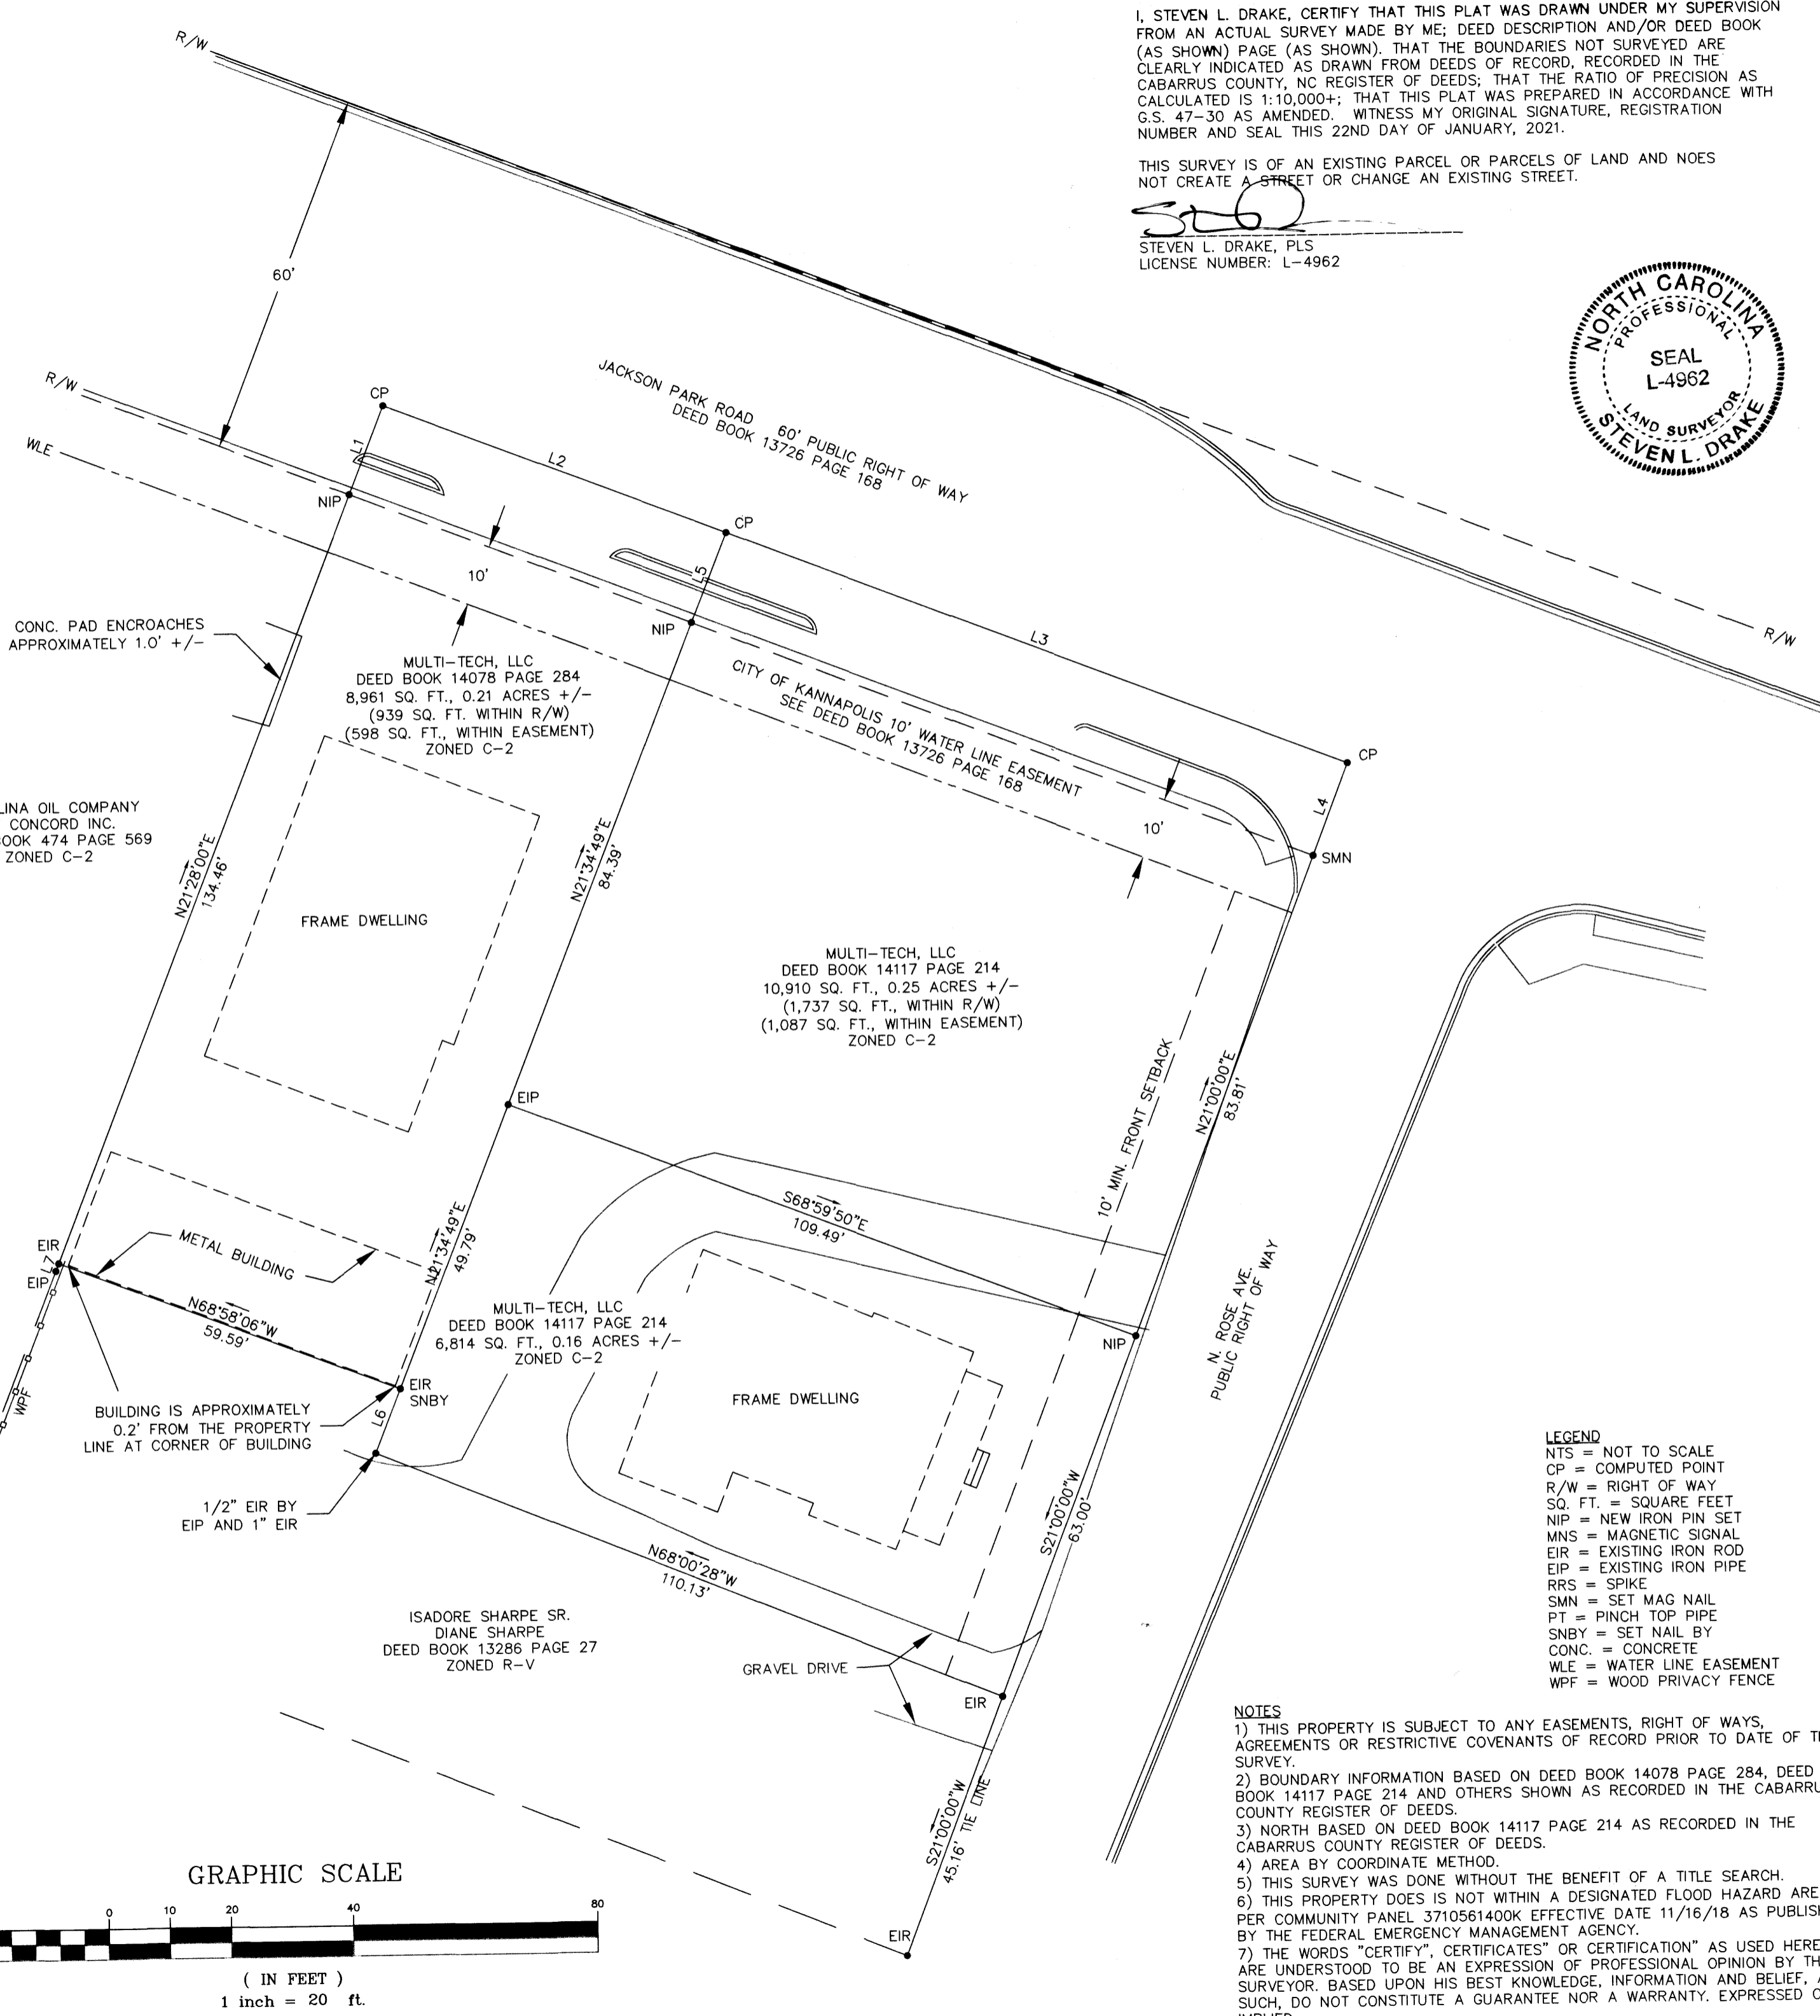 I, STEVEN L. DRAKE, CERTIFY THAT THIS PLAT WAS DRAWN UNDER MY SUPERVISION
FROM AN ACTUAL SURVEY MADE BY ME; DEED DESCRIPTION AND/OR DEED BOOK
(AS SHOWN) PAGE (AS SHOWN). THAT THE BOUNDARIES NOT SURVEYED ARE
CLEARLY INDICATED AS DRAWN FROM DEEDS OF RECORD, RECORDED IN THE
CABARRUS COUNTY, NC REGISTER OF DEEDS; THAT THE RATIO OF PRECISION AS
CALCULATED IS 1:10,000+; THAT THIS PLAT WAS PREPARED IN ACCORDANCE WITH
G.S. 47-30 AS AMENDED. WITNESS MY ORIGINAL SIGNATURE, REGISTRATION
NUMBER AND SEAL THIS 22ND DAY OF JANUARY, 2021.
THIS SURVEY IS OF AN EXISTING PARCEL OR PARCELS OF LAND AND NOES
NOT CREATE A STREET OR CHANGE AN EXISTING STREET.
STEVEN L. DRAKE, PLS
LICENSE NUMBER: L-4962
NORTH CAROLINA
PROFESSIONAL
SEAL
L-4962
LAND SURVEYOR
STEVEN L. DRAKE
R/W
60'
R/W
WLE
CP
L1
L2
NIP
JACKSON PARK ROAD 60' PUBLIC RIGHT OF WAY
DEED BOOK 13726 PAGE 168
CP
L5
NIP
10'
L3
R/W
CP
L4
SMN
10'
CITY OF KANNAPOLIS 10' WATER LINE EASEMENT
SEE DEED BOOK 13726 PAGE 168
CONC. PAD ENCROACHES
APPROXIMATELY 1.0' +/-
MULTI-TECH, LLC
DEED BOOK 14078 PAGE 284
8,961 SQ. FT., 0.21 ACRES +/-
(939 SQ. FT. WITHIN R/W)
(598 SQ. FT., WITHIN EASEMENT)
ZONED C-2
LINA OIL COMPANY
CONCORD INC.
OOK 474 PAGE 569
ZONED C-2
N21°28'00"E
134.46'
N21°34'49"E
84.39'
FRAME DWELLING
MULTI-TECH, LLC
DEED BOOK 14117 PAGE 214
10,910 SQ. FT., 0.25 ACRES +/-
(1,737 SQ. FT., WITHIN R/W)
(1,087 SQ. FT., WITHIN EASEMENT)
ZONED C-2
10' MIN. FRONT SETBACK
N21°00'00"E
83.81'
EIP
S68°59'50"E
109.49'
NIP
N. ROSE AVE.
PUBLIC RIGHT OF WAY
EIR
L7
EIP
METAL BUILDING
N21°34'49"E
49.79'
N68°58'06"W
59.59'
WPF
MULTI-TECH, LLC
DEED BOOK 14117 PAGE 214
6,814 SQ. FT., 0.16 ACRES +/-
ZONED C-2
EIR
SNBY
L6
BUILDING IS APPROXIMATELY
0.2' FROM THE PROPERTY
LINE AT CORNER OF BUILDING
FRAME DWELLING
1/2" EIR BY
EIP AND 1" EIR
S21°00'00"W
63.00'
N68°00'28"W
110.13'
ISADORE SHARPE SR.
DIANE SHARPE
DEED BOOK 13286 PAGE 27
ZONED R-V
GRAVEL DRIVE
EIR
S21°00'00"W
45.16' TIE LINE
EIR
LEGEND
NTS = NOT TO SCALE
CP = COMPUTED POINT
R/W = RIGHT OF WAY
SQ. FT. = SQUARE FEET
NIP = NEW IRON PIN SET
MNS = MAGNETIC SIGNAL
EIR = EXISTING IRON ROD
EIP = EXISTING IRON PIPE
RRS = SPIKE
SMN = SET MAG NAIL
PT = PINCH TOP PIPE
SNBY = SET NAIL BY
CONC. = CONCRETE
WLE = WATER LINE EASEMENT
WPF = WOOD PRIVACY FENCE
NOTES
1) THIS PROPERTY IS SUBJECT TO ANY EASEMENTS, RIGHT OF WAYS,
AGREEMENTS OR RESTRICTIVE COVENANTS OF RECORD PRIOR TO DATE OF
SURVEY.
2) BOUNDARY INFORMATION BASED ON DEED BOOK 14078 PAGE 284, DEED
BOOK 14117 PAGE 214 AND OTHERS SHOWN AS RECORDED IN THE CABARRU
COUNTY REGISTER OF DEEDS.
3) NORTH BASED ON DEED BOOK 14117 PAGE 214 AS RECORDED IN THE
CABARRUS COUNTY REGISTER OF DEEDS.
4) AREA BY COORDINATE METHOD.
5) THIS SURVEY WAS DONE WITHOUT THE BENEFIT OF A TITLE SEARCH.
6) THIS PROPERTY DOES IS NOT WITHIN A DESIGNATED FLOOD HAZARD ARE
PER COMMUNITY PANEL 3710561400K EFFECTIVE DATE 11/16/18 AS PUBLIS
BY THE FEDERAL EMERGENCY MANAGEMENT AGENCY.
7) THE WORDS "CERTIFY", CERTIFICATES" OR CERTIFICATION" AS USED HERE
ARE UNDERSTOOD TO BE AN EXPRESSION OF PROFESSIONAL OPINION BY TH
SURVEYOR. BASED UPON HIS BEST KNOWLEDGE, INFORMATION AND BELIEF,
SUCH, DO NOT CONSTITUTE A GUARANTEE NOR A WARRANTY. EXPRESSED
GRAPHIC SCALE
0 10 20 40 80
( IN FEET )
1 inch = 20 ft.